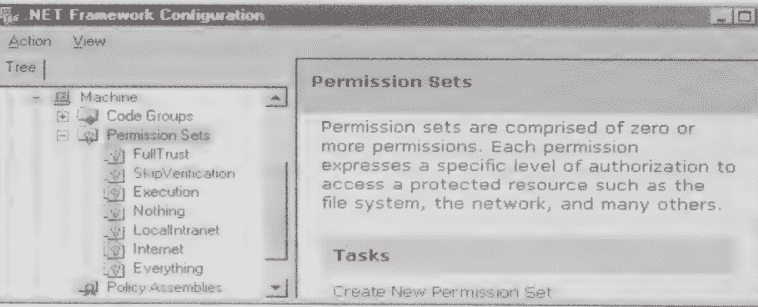 .NET Framework Configuration
Action View
Tree
Machine
Code Groups
Permission Sets
FullTrust
SkipVerification
Execution
Nothing
LocalIntranet
Internet
Everything
Policy Assemblies
Permission Sets
Permission sets are comprised of zero or
more permissions. Each permission
expresses a specific level of authorization to
access a protected resource such as the
file system, the network, and many others.
Tasks
Create New Permission Set